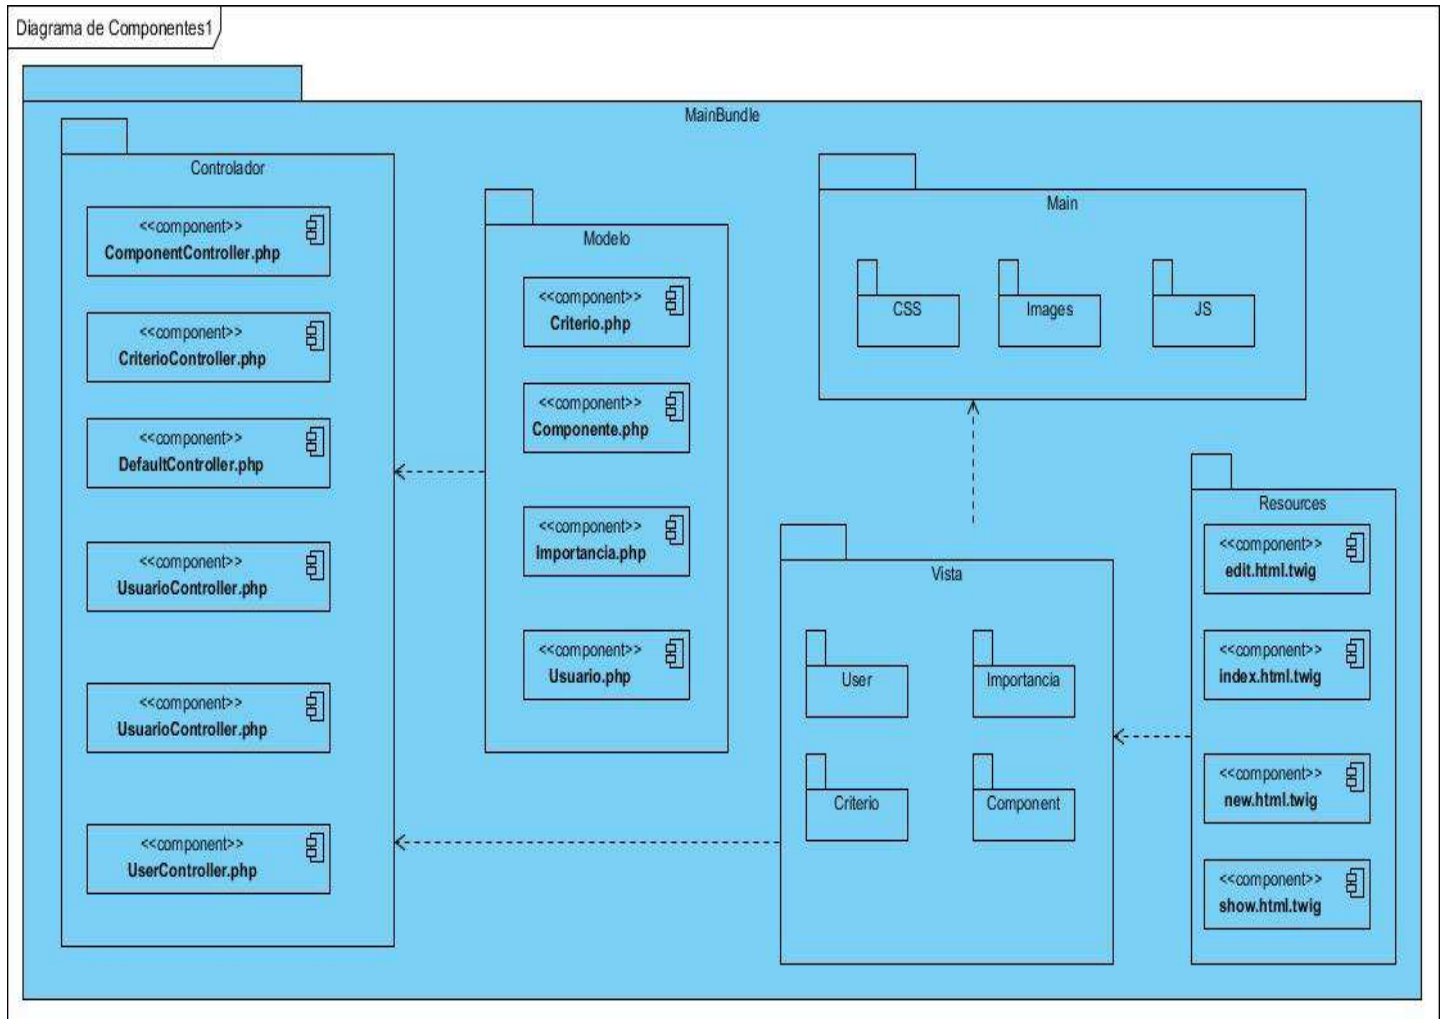 Diagrama de Componentes1
MainBundle
Controlador
<<component>>
ComponentController.php
<<component>>
CriterioController.php
<<component>>
DefaultController.php
<<component>>
UsuarioController.php
<<component>>
UsuarioController.php
<<component>>
UserController.php
Modelo
<<component>>
Criterio.php
<<component>>
Componente.php
<<component>>
Importancia.php
<<component>>
Usuario.php
Main
CSS
Images
JS
Vista
User
Importancia
Criterio
Component
Resources
<<component>>
edit.html.twig
<<component>>
index.html.twig
<<component>>
new.html.twig
<<component>>
show.html.twig